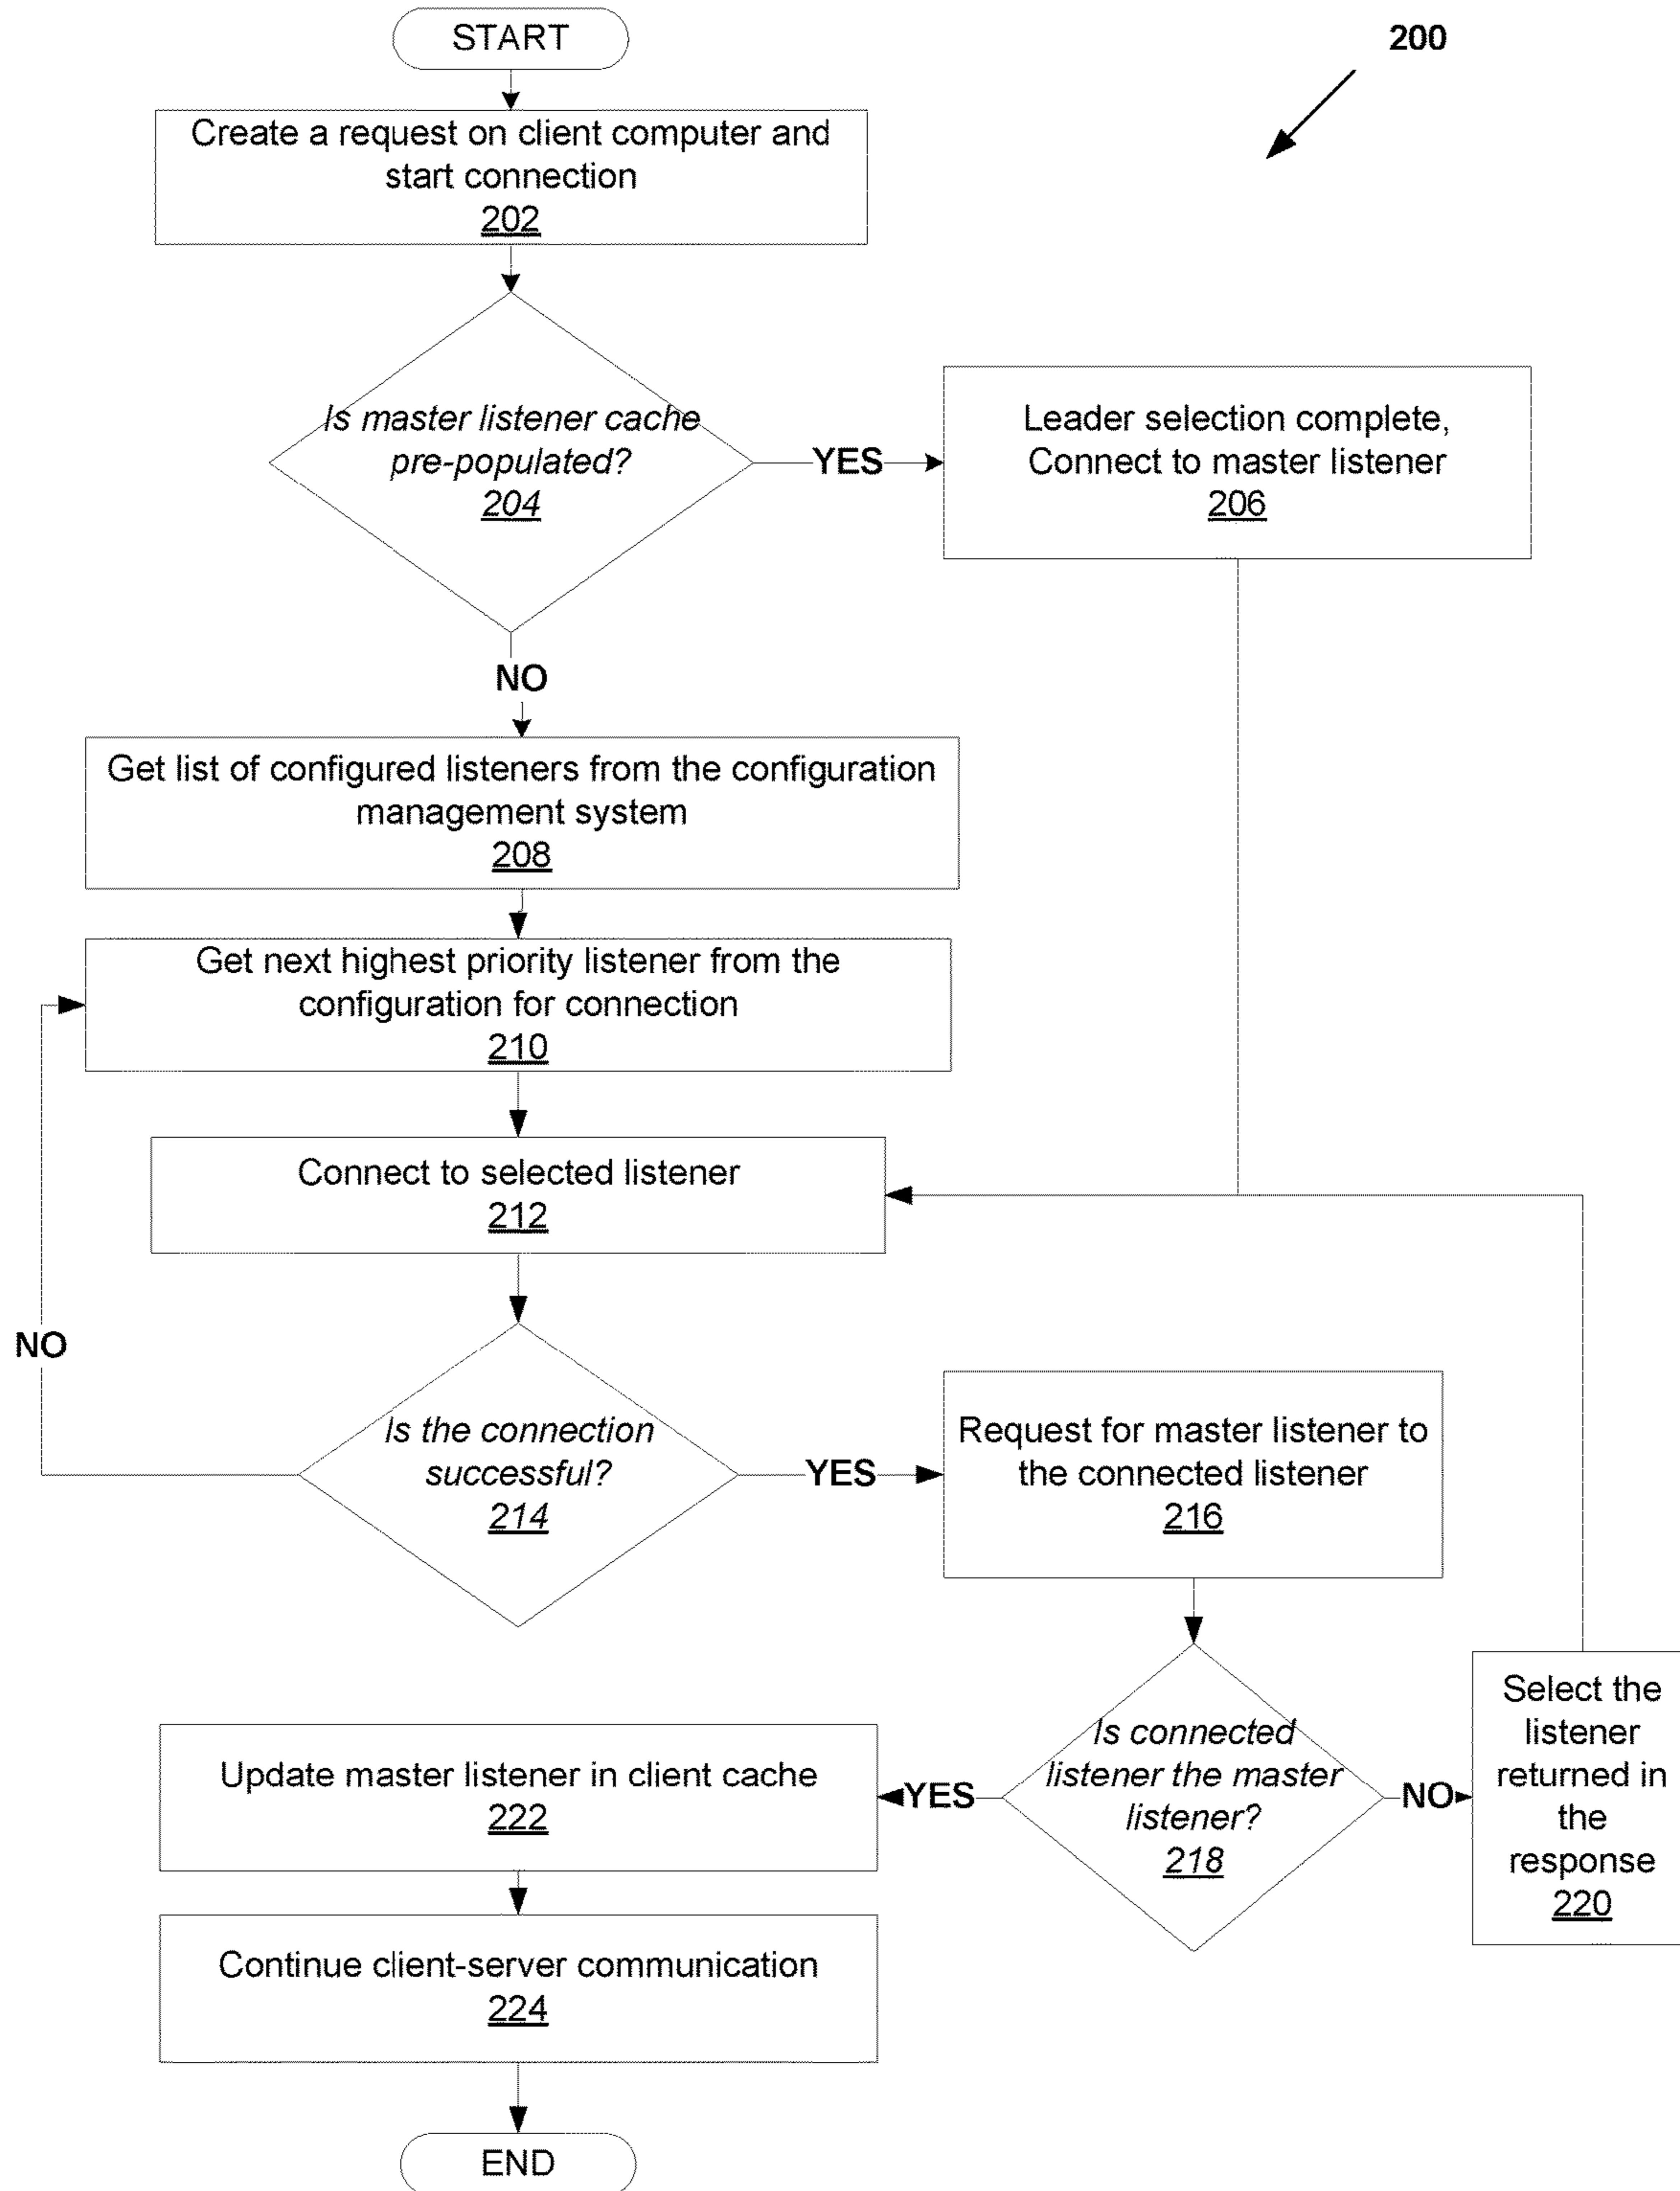 START
200
Create a request on client computer and
start connection
202
Is master listener cache
pre-populated?
204
YES
Leader selection complete,
Connect to master listener
206
NO
Get list of configured listeners from the configuration
management system
208
Get next highest priority listener from the
configuration for connection
210
Connect to selected listener
212
NO
Is the connection
successful?
214
YES
Request for master listener to
the connected listener
216
Is connected
listener the master
listener?
218
NO
Select the
listener
returned in
the
response
220
YES
Update master listener in client cache
222
Continue client-server communication
224
END